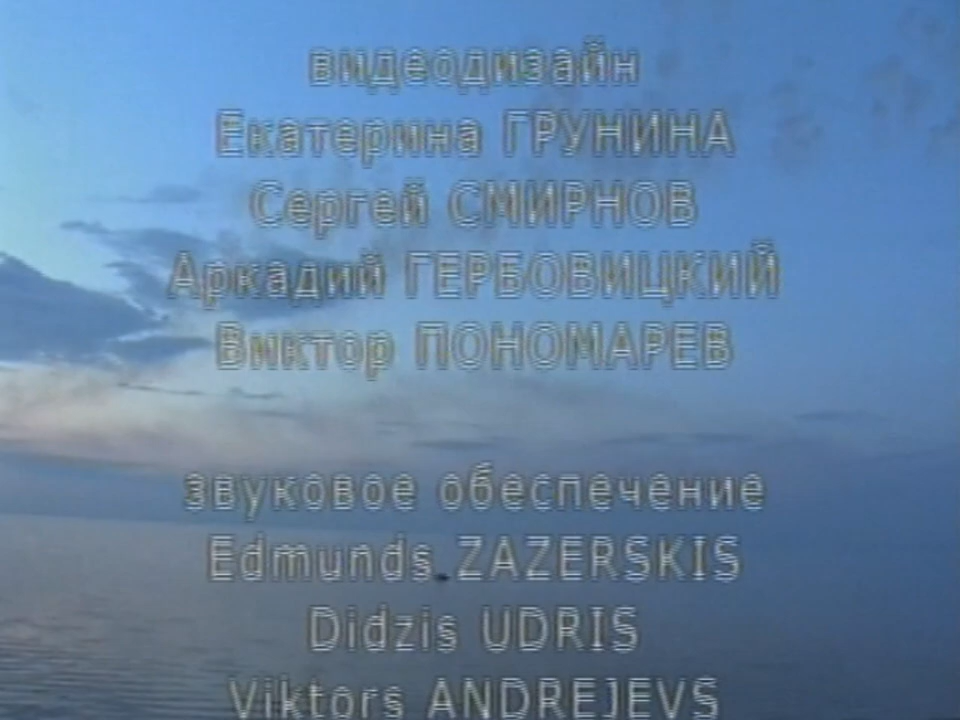 видеодизайн
Екатерина ГРУНИНА
Сергей СМИРНОВ
Аркадий ГЕРБОВИЦКИЙ
Виктор ПОНОМАРЕВ
звуковое обеспечение
Edmunds ZAZERSKIS
Didzis UDRIS
Viktors ANDREJEVS